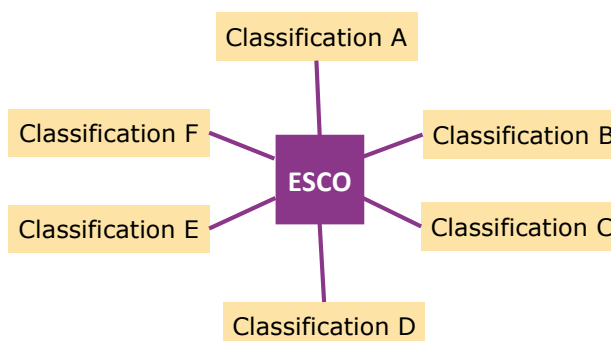 Classification A
Classification F
Classification B
ESCO
Classification E
Classification C
Classification D